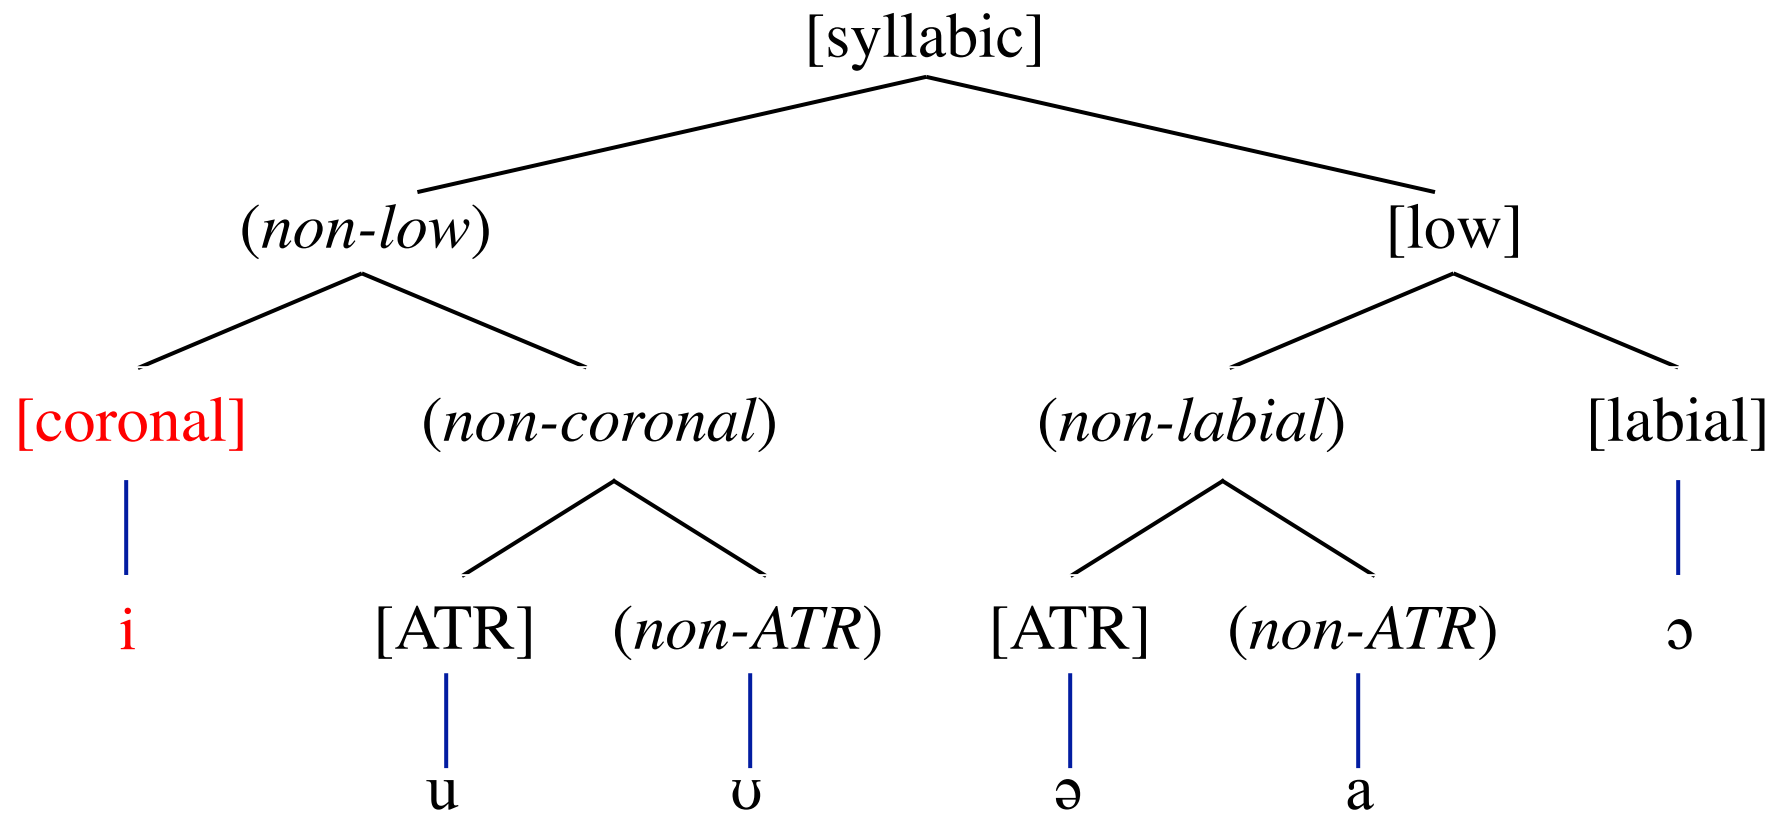 [syllabic]
(non-low) [low]
[coronal] (non-coronal) (non-labial) [labial]
i [ATR] (non-ATR) [ATR] (non-ATR) ɔ
u ʊ ə a